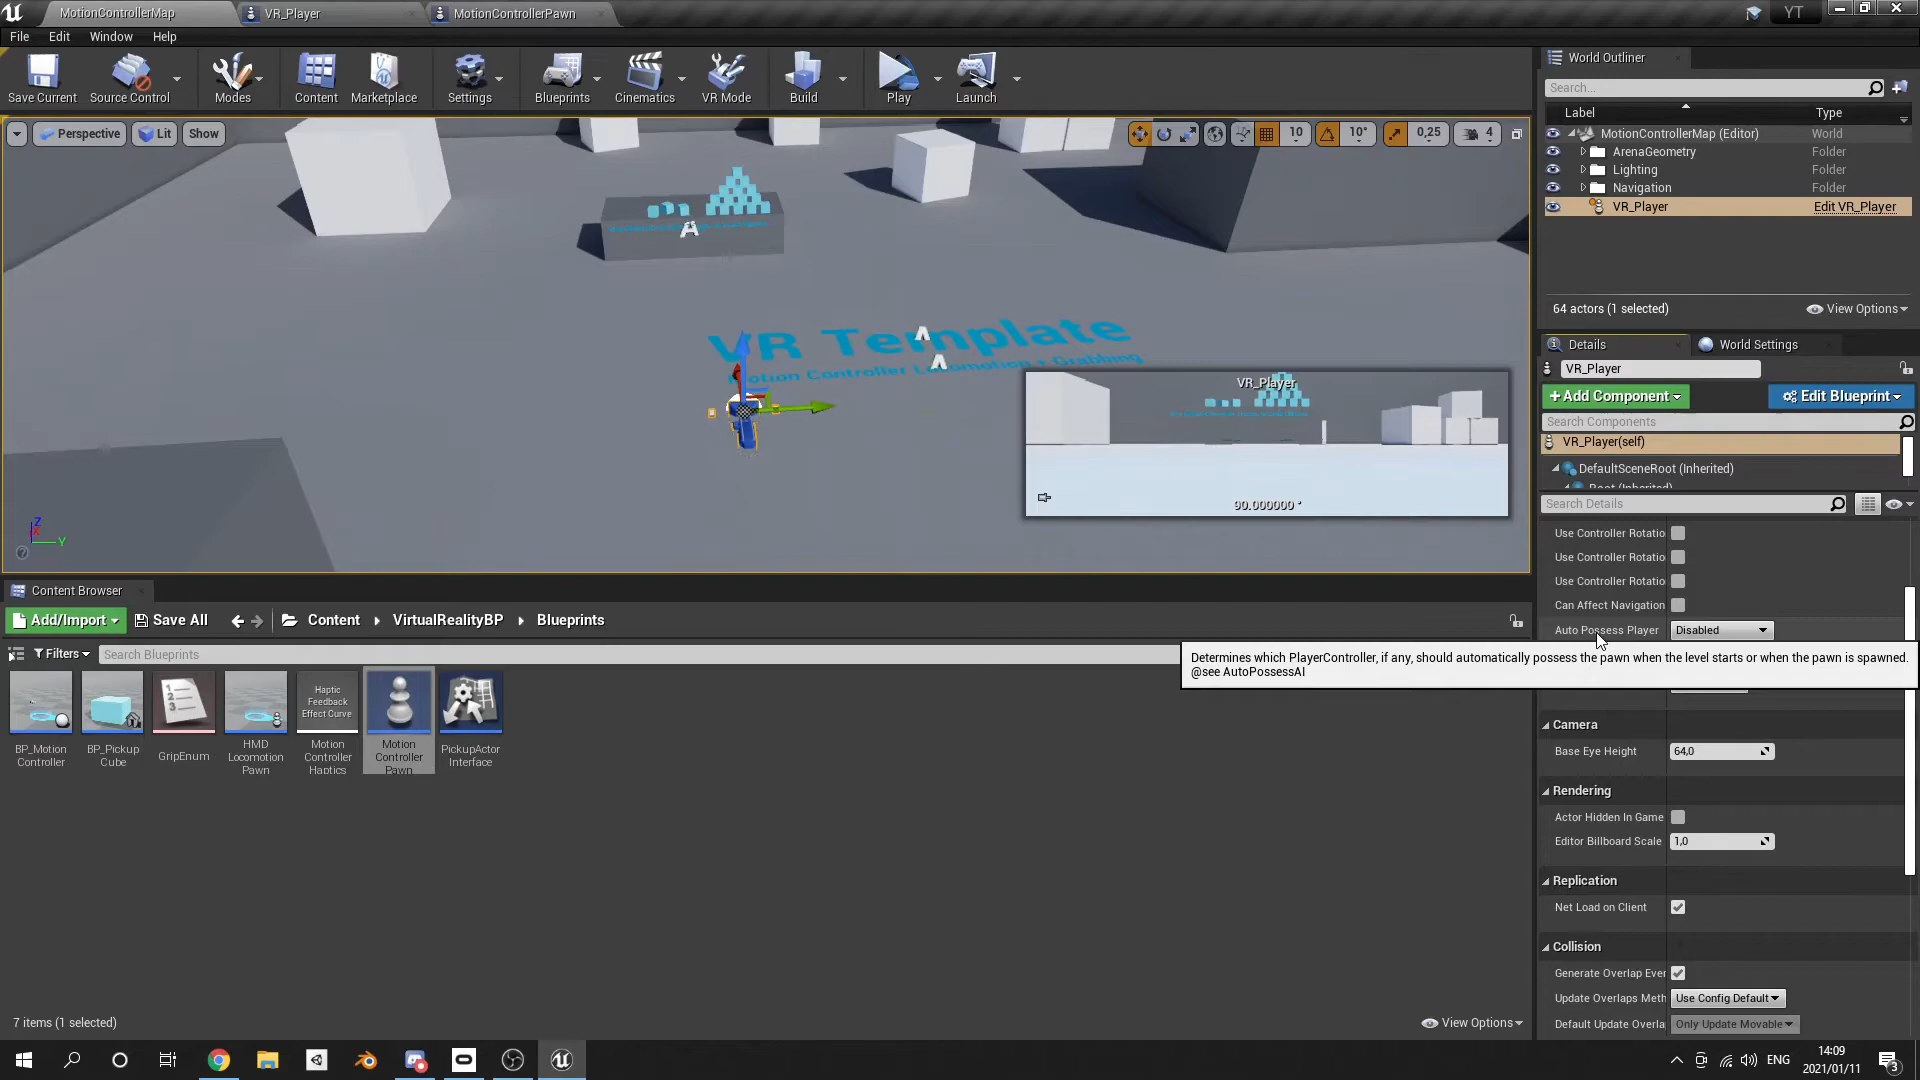 MotionControllerMap
VR_Player
MotionControllerPawn
YT
File
Edit
Window
Help
Save Current
Source Control
Modes
Content
Marketplace
Settings
Blueprints
Cinematics
VR Mode
Build
Play
Launch
World Outliner
Search...
Label
Type
MotionControllerMap (Editor)
World
ArenaGeometry
Folder
Lighting
Folder
Navigation
Folder
VR_Player
Edit VR_Player
64 actors (1 selected)
View Options
Perspective
Lit
Show
10
10°
0,25
4
VR Template
Motion Controller Locomotion + Grabbing
VR_Player
90.000000 °
Z
X
Y
Details
World Settings
VR_Player
+Add Component
Edit Blueprint
Search Components
VR_Player(self)
DefaultSceneRoot (Inherited)
Root (Inherited)
Search Details
Use Controller Rotatio
Use Controller Rotatio
Use Controller Rotatio
Can Affect Navigation
Auto Possess Player
Disabled
Determines which PlayerController, if any, should automatically possess the pawn when the level starts or when the pawn is spawned.
@see AutoPossessAI
Camera
Base Eye Height
64,0
Rendering
Actor Hidden In Game
Editor Billboard Scale
1,0
Replication
Net Load on Client
Collision
Generate Overlap Ever
Update Overlaps Meth
Use Config Default
Default Update Overla
Only Update Movable
Content Browser
Add/Import
Save All
Content
VirtualRealityBP
Blueprints
Filters
Search Blueprints
BP_Motion
Controller
BP_Pickup
Cube
GripEnum
HMD
Locomotion
Pawn
Haptic
Feedback
Effect Curve
Motion
Controller
Haptics
Motion
Controller
Pawn
PickupActor
Interface
7 items (1 selected)
View Options
ENG
14:09
2021/01/11
3